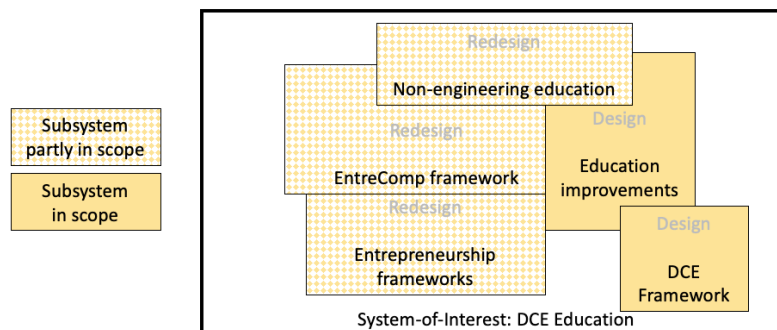 Subsystem
partly in scope
Subsystem
in scope
Redesign
Non-engineering education
Redesign
EntreComp framework
Redesign
Entrepreneurship
frameworks
Design
Education
improvements
Design
DCE
Framework
System-of-Interest: DCE Education